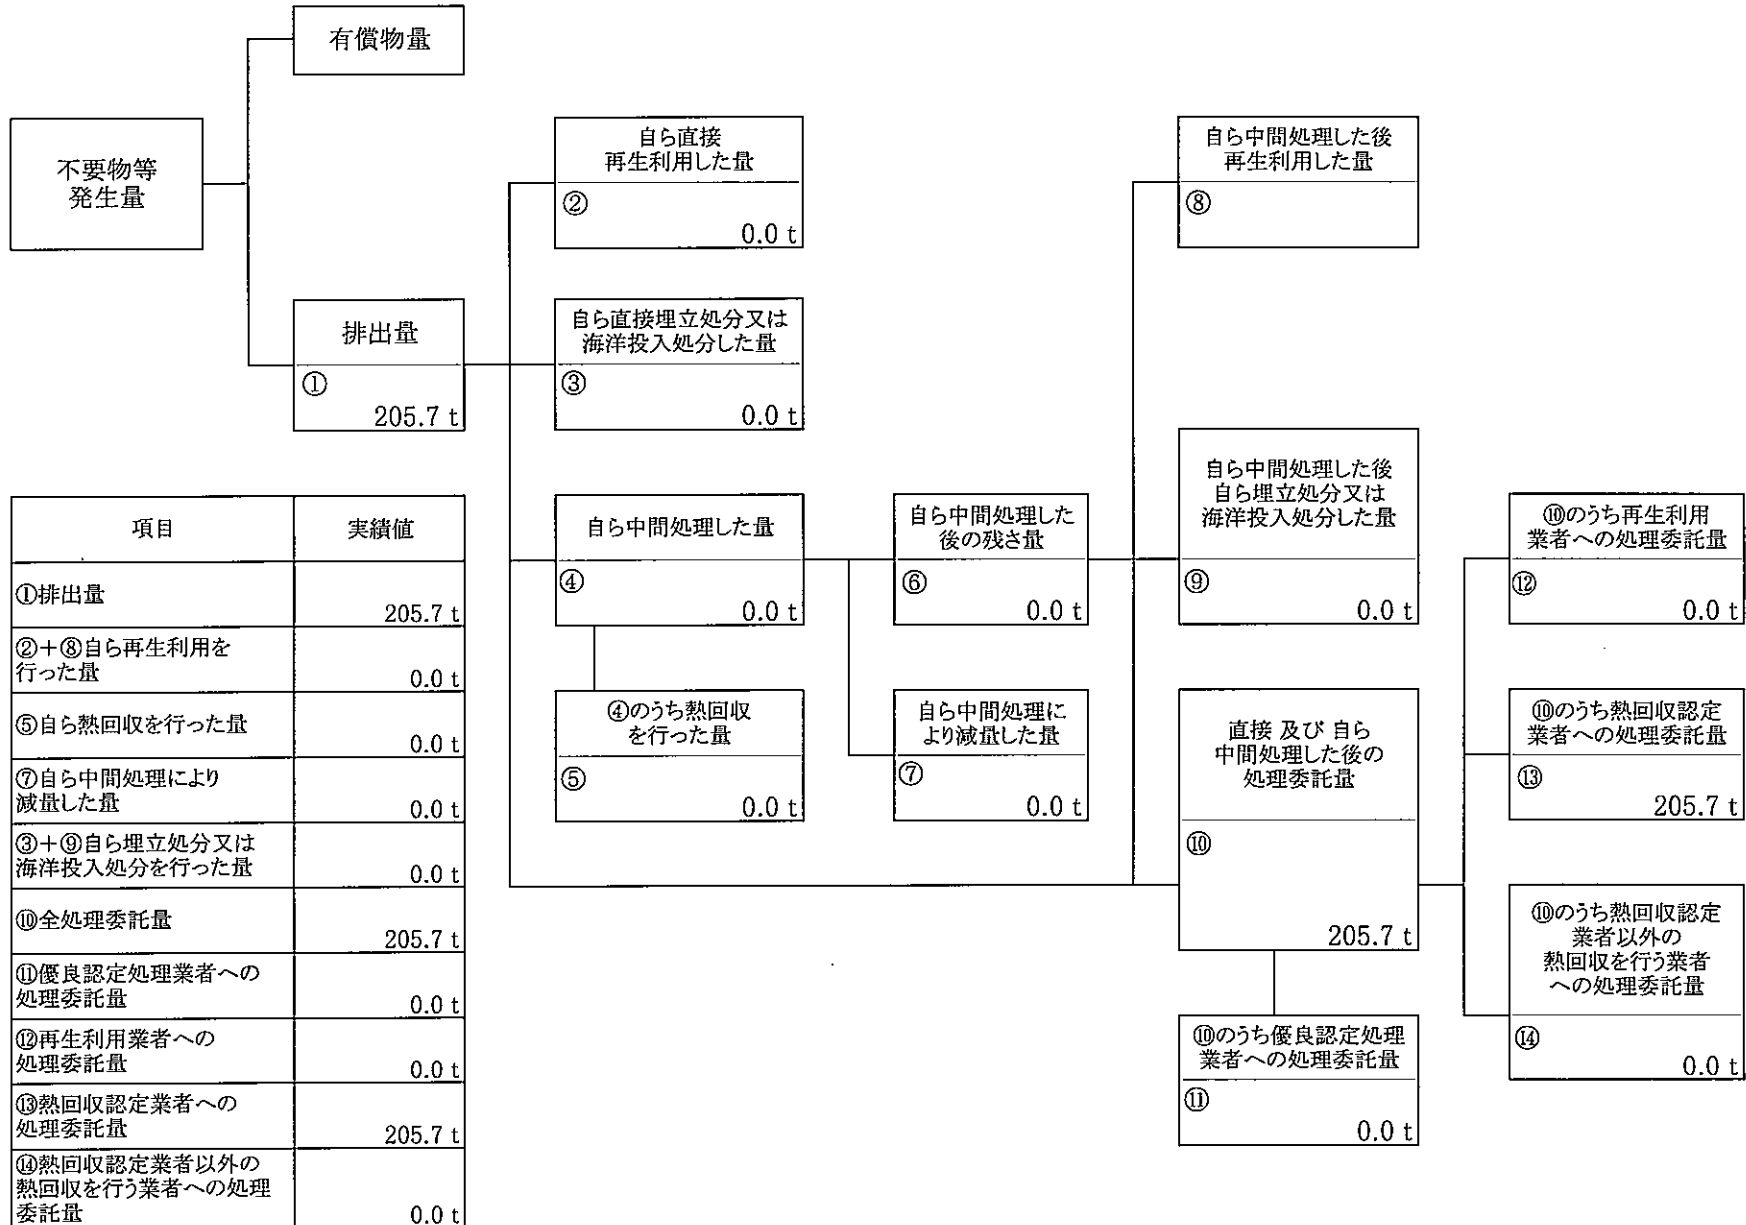 有償物量
不要物等
発生量
排出量
①
205.7 t
自ら直接
再生利用した量
②
0.0 t
自ら直接埋立処分又は
海洋投入処分した量
③
0.0 t
自ら中間処理した量
④
0.0 t
④のうち熱回収
を行った量
⑤
0.0 t
自ら中間処理した
後の残さ量
⑥
0.0 t
自ら中間処理に
より減量した量
⑦
0.0 t
自ら中間処理した後
再生利用した量
⑧
自ら中間処理した後
自ら埋立処分又は
海洋投入処分した量
⑨
0.0 t
直接 及び 自ら
中間処理した後の
処理委託量
⑩
205.7 t
⑩のうち優良認定処理
業者への処理委託量
⑪
0.0 t
⑩のうち再生利用
業者への処理委託量
⑫
0.0 t
⑩のうち熱回収認定
業者への処理委託量
⑬
205.7 t
⑩のうち熱回収認定
業者以外の
熱回収を行う業者
への処理委託量
⑭
0.0 t
項目 実績値
①排出量
205.7 t
②+⑧自ら再生利用を
行った量
0.0 t
⑤自ら熱回収を行った量
0.0 t
⑦自ら中間処理により
減量した量
0.0 t
③+⑨自ら埋立処分又は
海洋投入処分を行った量
0.0 t
⑩全処理委託量
205.7 t
⑪優良認定処理業者への
処理委託量
0.0 t
⑫再生利用業者への
処理委託量
0.0 t
⑬熱回収認定業者への
処理委託量
205.7 t
⑭熱回収認定業者以外の
熱回収を行う業者への処理
委託量
0.0 t